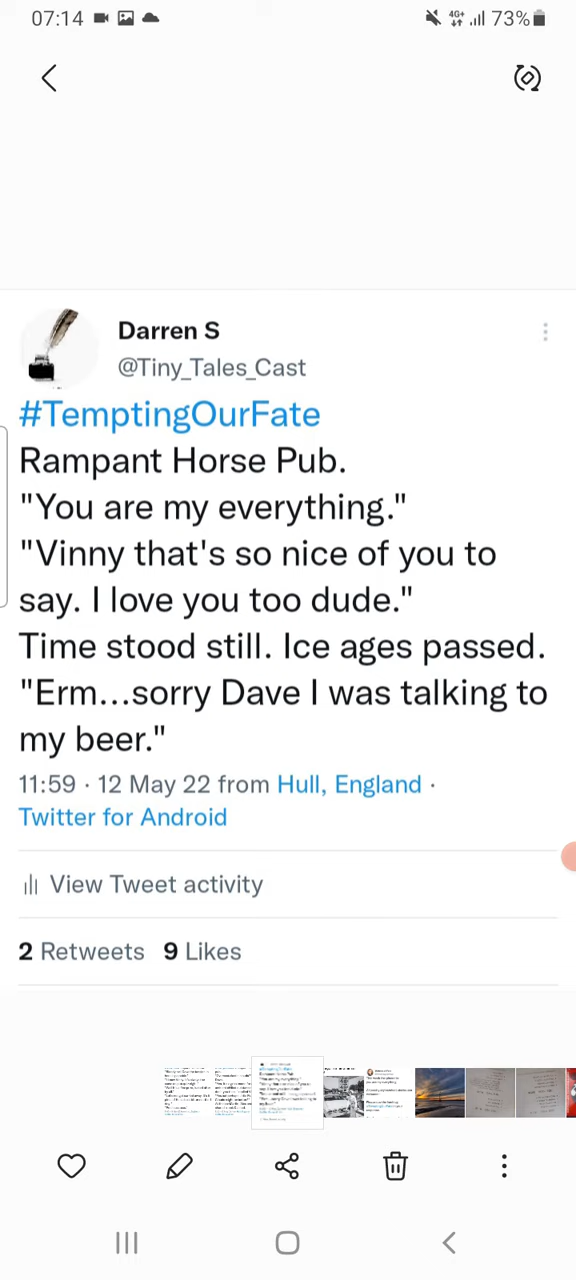 07:14 4G+ 73%
Darren S
@Tiny_Tales_Cast
#TemptingOurFate
Rampant Horse Pub.
"You are my everything."
"Vinny that's so nice of you to
say. I love you too dude."
Time stood still. Ice ages passed.
"Erm...sorry Dave I was talking to
my beer."
11:59 · 12 May 22 from Hull, England ·
Twitter for Android
View Tweet activity
2 Retweets 9 Likes